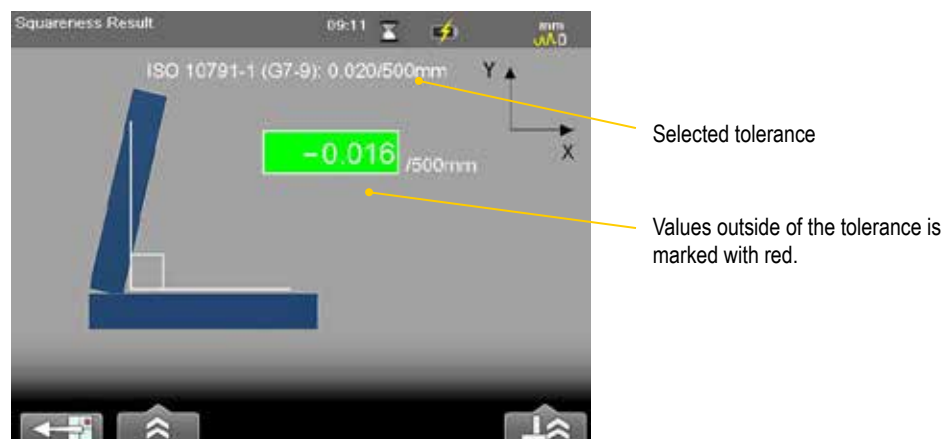 Squareness Result 09:11 mm
ISO 10791-1 (G7-9): 0.020/500mm
Y
X
-0.016 /500mm
Selected tolerance
Values outside of the tolerance is
marked with red.